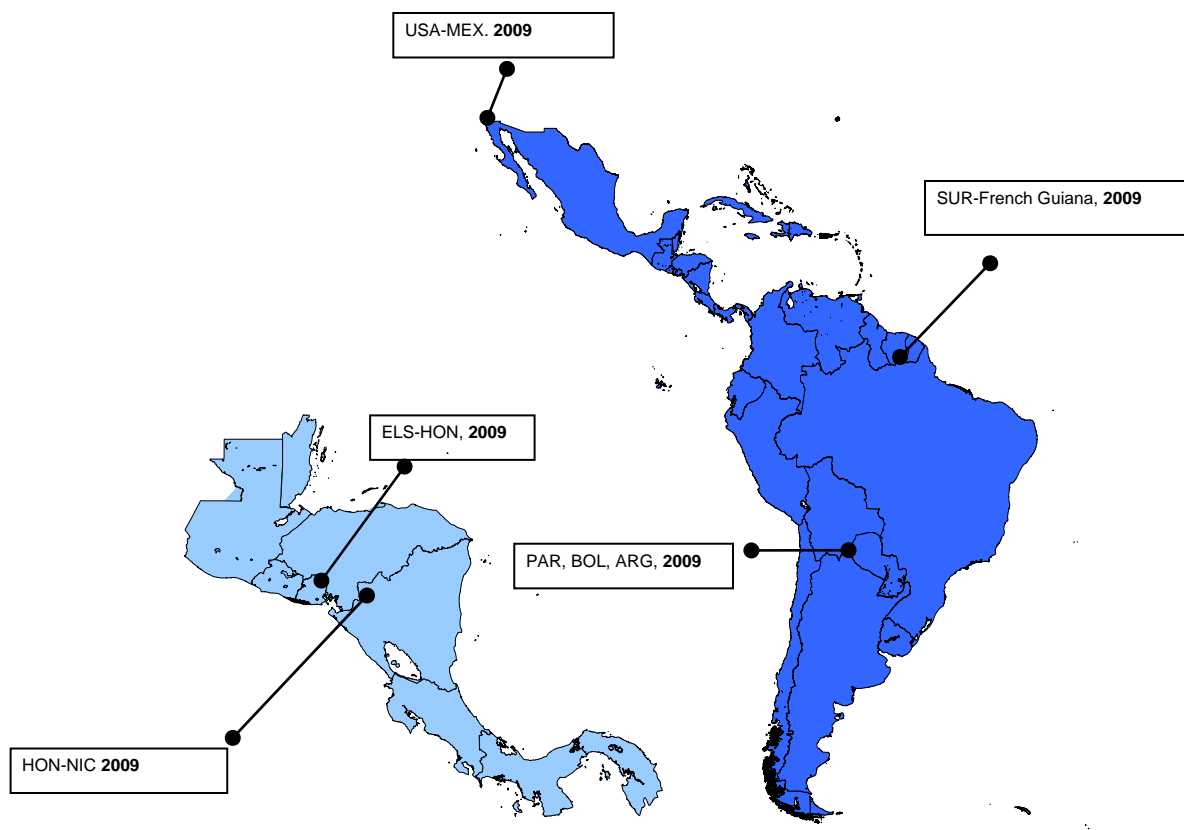 USA-MEX. 2009
SUR-French Guiana, 2009
ELS-HON, 2009
PAR, BOL, ARG, 2009
HON-NIC 2009